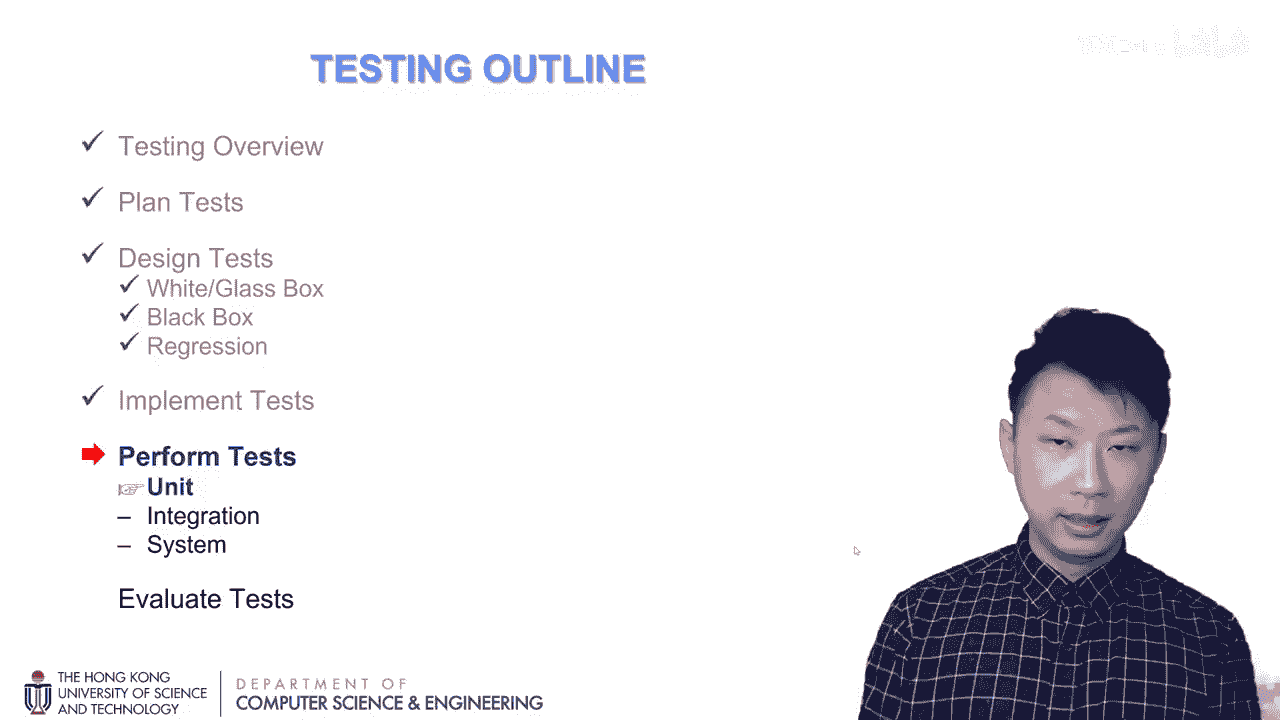 TESTING OUTLINE
✓ Testing Overview
✓ Plan Tests
✓ Design Tests
✓ White/Glass Box
✓ Black Box
✓ Regression
✓ Implement Tests
Perform Tests
Unit
– Integration
– System
Evaluate Tests
THE HONG KONG
UNIVERSITY OF SCIENCE
AND TECHNOLOGY
DEPARTMENT OF
COMPUTER SCIENCE & ENGINEERING